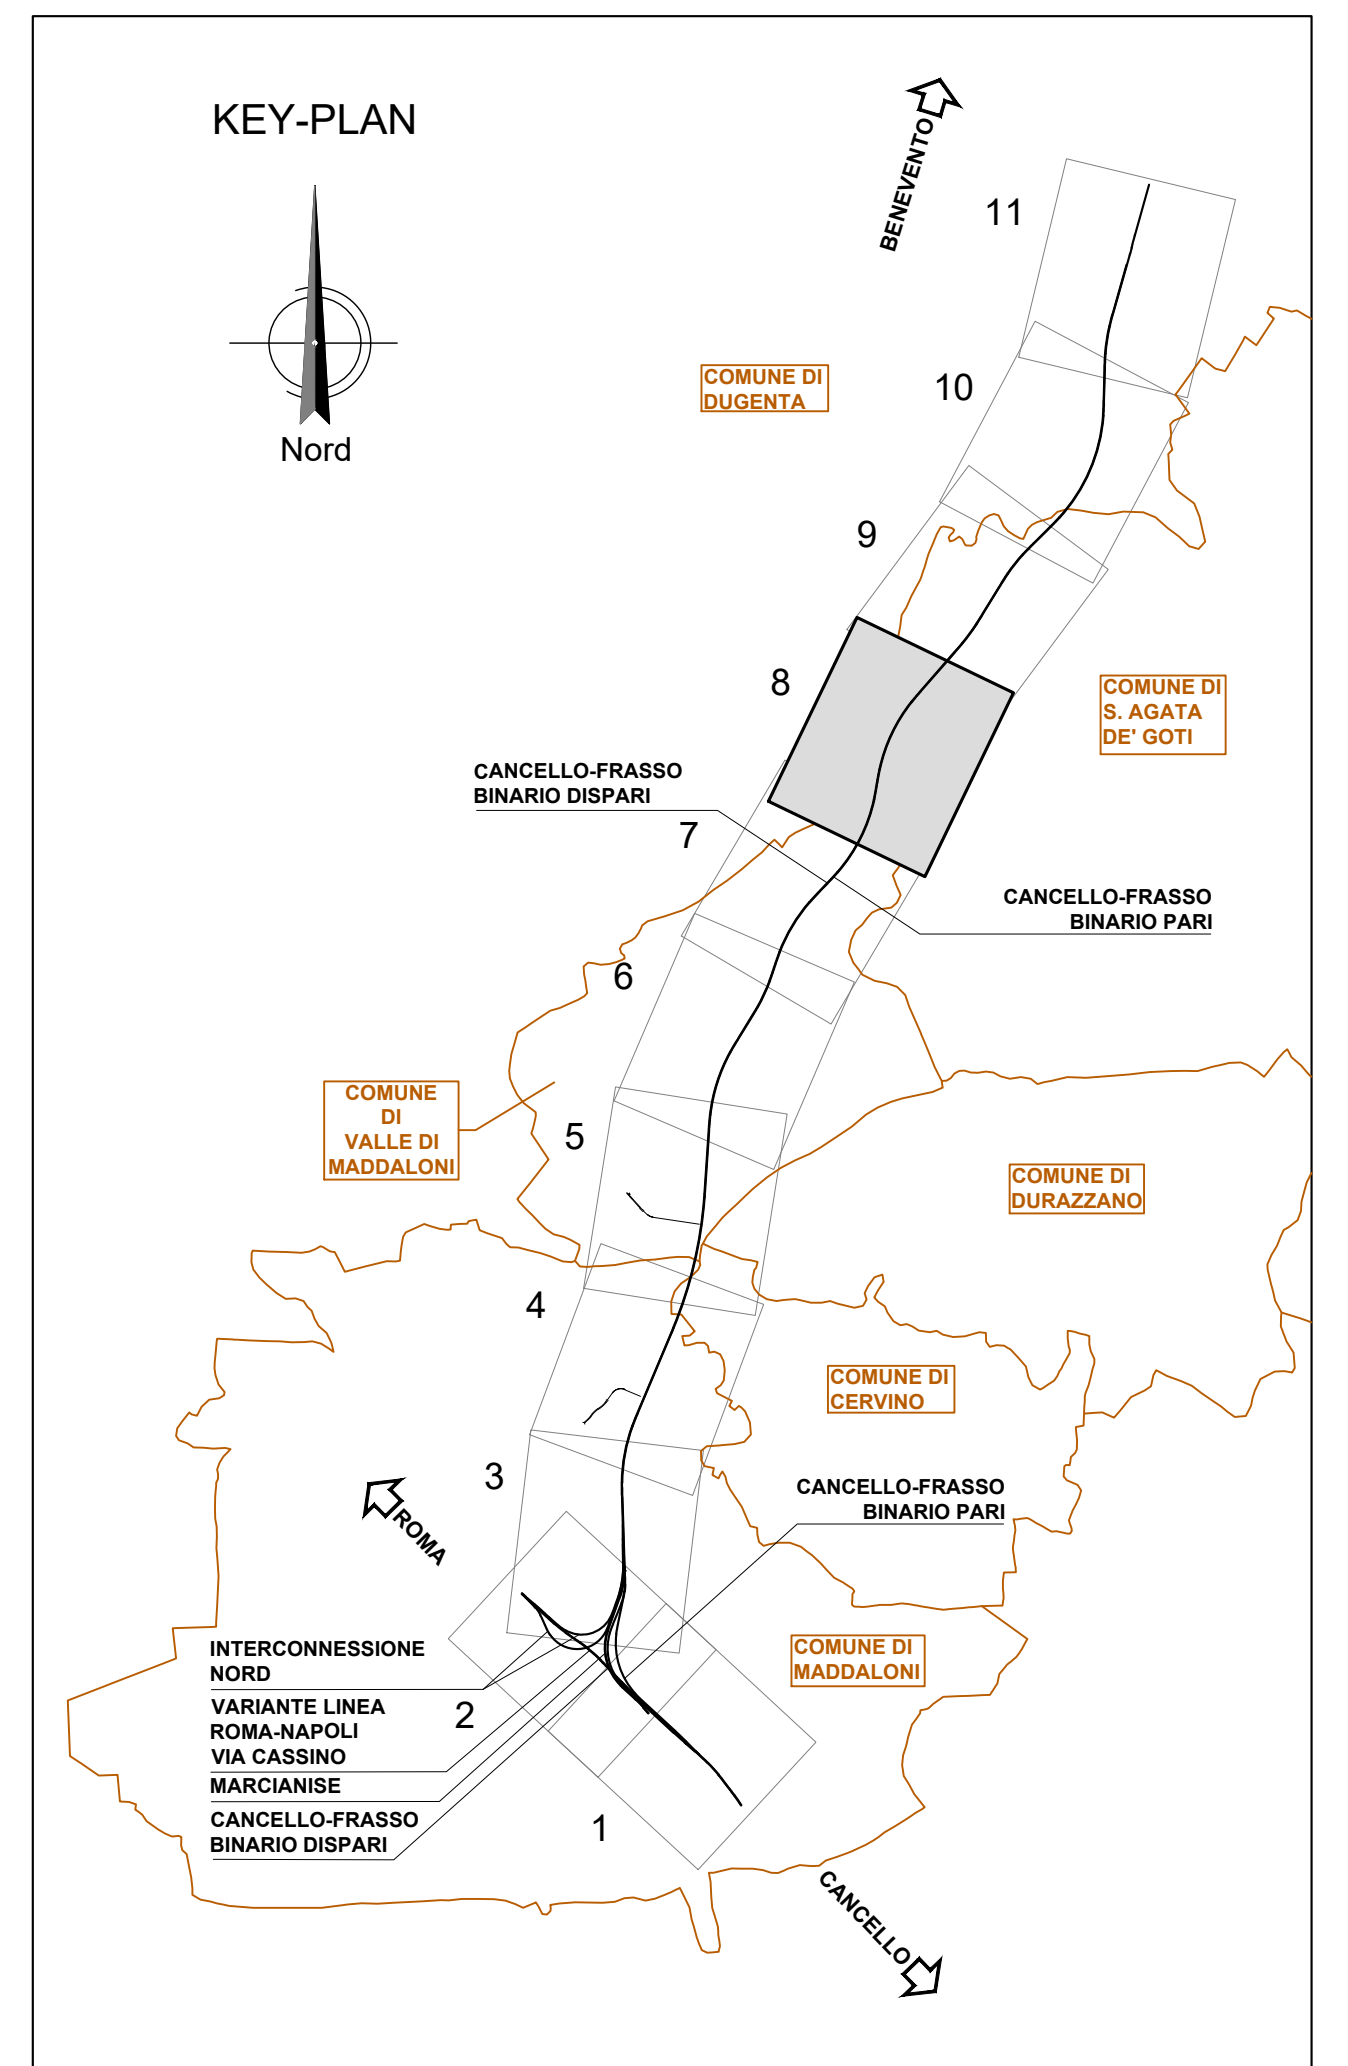 KEY-PLAN
Nord
BENEVENTO
11
10
COMUNE DI
DUGENTA
9
8
COMUNE DI
S. AGATA
DE' GOTI
CANCELLO-FRASSO
BINARIO DISPARI
7
CANCELLO-FRASSO
BINARIO PARI
6
COMUNE
DI
VALLE DI
MADDALONI
5
COMUNE DI
DURAZZANO
4
COMUNE DI
CERVINO
3
CANCELLO-FRASSO
BINARIO PARI
ROMA
INTERCONNESSIONE
NORD
COMUNE DI
MADDALONI
VARIANTE LINEA
ROMA-NAPOLI
VIA CASSINO
2
MARCIANISE
CANCELLO-FRASSO
BINARIO DISPARI
1
CANCELLO